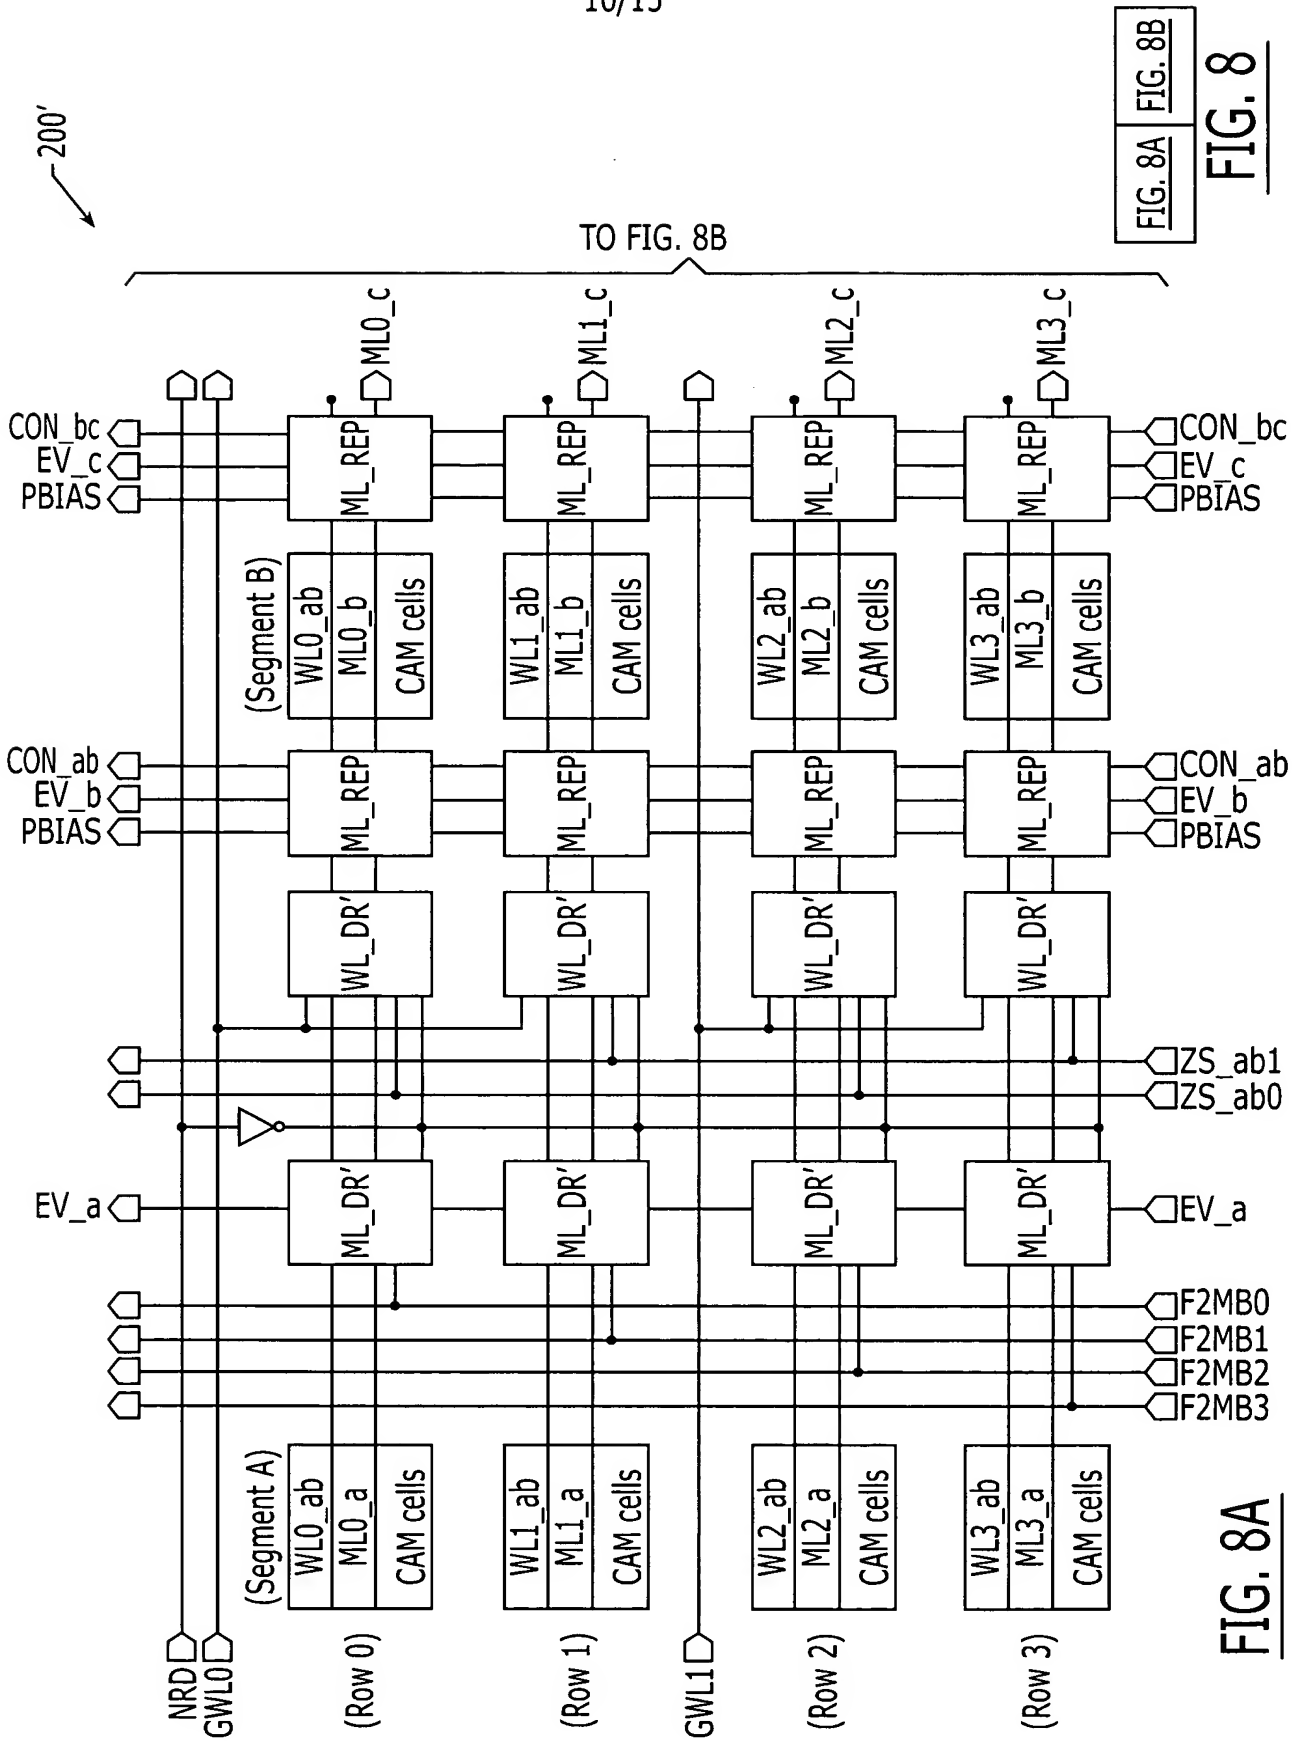 10/15
200'
TO FIG. 8B
FIG. 8A
FIG. 8B
FIG. 8
NRD
GWL0
CON_ab
EV_b
PBIAS
CON_bc
EV_c
PBIAS
EV_a
(Segment A)
(Segment B)
(Row 0)
WL0_ab
ML0_a
CAM cells
ML_DR'
WL_DR'
ML_REP
WL0_ab
ML0_b
CAM cells
ML_REP
ML0_c
(Row 1)
WL1_ab
ML1_a
CAM cells
ML_DR'
WL_DR'
ML_REP
WL1_ab
ML1_b
CAM cells
ML_REP
ML1_c
GWL1
(Row 2)
WL2_ab
ML2_a
CAM cells
ML_DR'
WL_DR'
ML_REP
WL2_ab
ML2_b
CAM cells
ML_REP
ML2_c
(Row 3)
WL3_ab
ML3_a
CAM cells
ML_DR'
WL_DR'
ML_REP
WL3_ab
ML3_b
CAM cells
ML_REP
ML3_c
F2MB3
F2MB2
F2MB1
F2MB0
EV_a
ZS_ab0
ZS_ab1
PBIAS
EV_b
CON_ab
PBIAS
EV_c
CON_bc
FIG. 8A